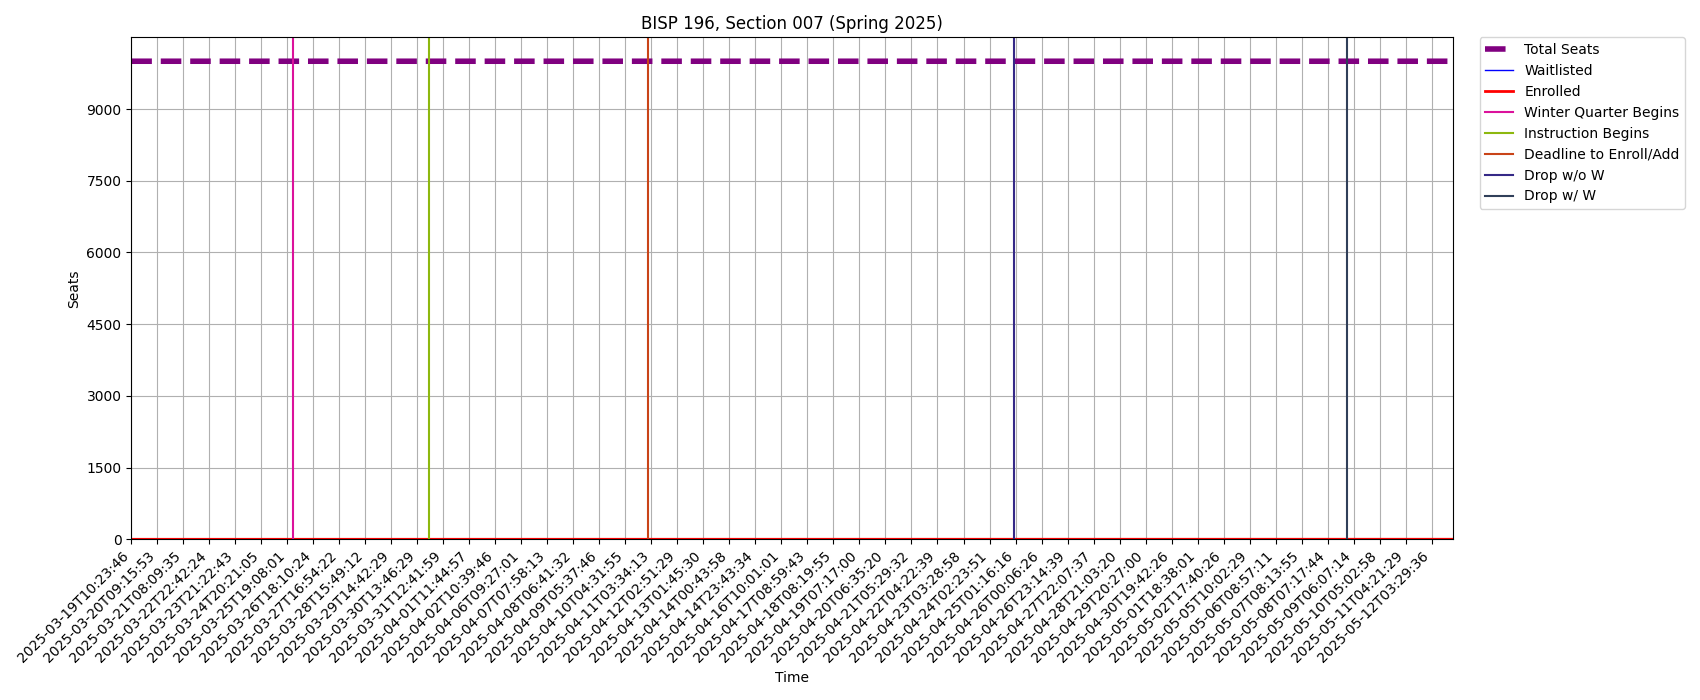 BISP 196, Section 007 (Spring 2025)
Total Seats
Waitlisted
Enrolled
Winter Quarter Begins
Instruction Begins
Deadline to Enroll/Add
Drop w/o W
Drop w/ W
Seats
9000
7500
6000
4500
3000
1500
0
2025-03-19T10:23:46
2025-03-20T09:15:53
2025-03-21T08:09:35
2025-03-22T22:42:24
2025-03-23T21:22:43
2025-03-24T20:21:05
2025-03-25T19:08:01
2025-03-26T18:10:24
2025-03-27T16:54:22
2025-03-28T15:49:12
2025-03-29T14:42:29
2025-03-30T13:46:29
2025-03-31T12:41:59
2025-04-01T11:44:57
2025-04-02T10:39:46
2025-04-06T09:27:01
2025-04-07T07:58:13
2025-04-08T06:41:32
2025-04-09T05:37:46
2025-04-10T04:31:55
2025-04-11T03:34:13
2025-04-12T02:51:29
2025-04-13T01:45:30
2025-04-14T00:43:58
2025-04-14T23:43:34
2025-04-16T10:01:01
2025-04-17T08:59:43
2025-04-18T08:19:55
2025-04-19T07:17:00
2025-04-20T06:35:20
2025-04-21T05:29:32
2025-04-22T04:22:39
2025-04-23T03:28:58
2025-04-24T02:23:51
2025-04-25T01:16:16
2025-04-26T00:06:26
2025-04-26T23:14:39
2025-04-27T22:07:37
2025-04-28T21:03:20
2025-04-29T20:27:00
2025-04-30T19:42:26
2025-05-01T18:38:01
2025-05-02T17:40:26
2025-05-05T10:02:29
2025-05-06T08:57:11
2025-05-07T08:13:55
2025-05-08T07:17:44
2025-05-09T06:07:14
2025-05-10T05:02:58
2025-05-11T04:21:29
2025-05-12T03:29:36
Time